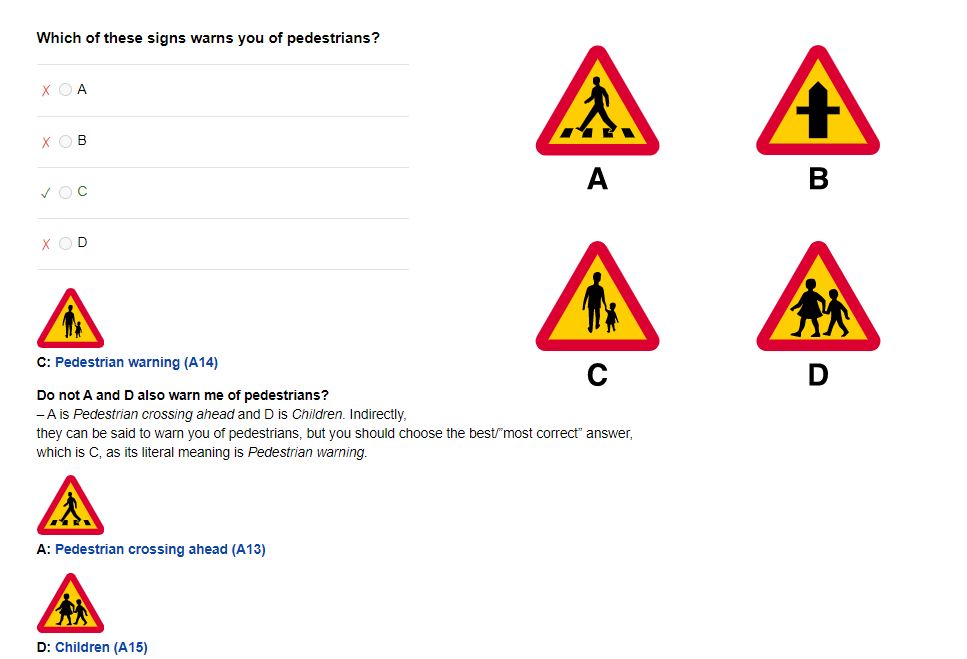 Which of these signs warns you of pedestrians?
✗ A
✗ B
✓ C
✗ D
A
B
C
D
C: Pedestrian warning (A14)
Do not A and D also warn me of pedestrians?
– A is Pedestrian crossing ahead and D is Children. Indirectly,
they can be said to warn you of pedestrians, but you should choose the best/”most correct” answer,
which is C, as its literal meaning is Pedestrian warning.
A: Pedestrian crossing ahead (A13)
D: Children (A15)